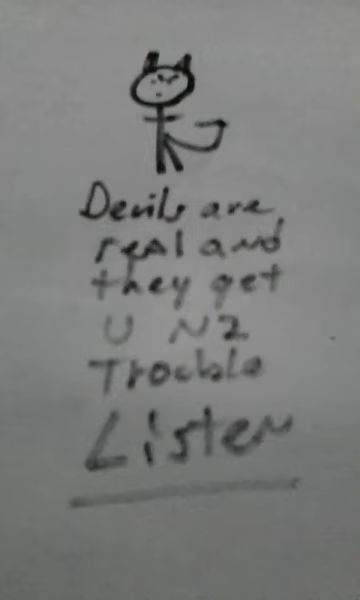 Devils are
real and
they get
U N2
Trouble
Listen